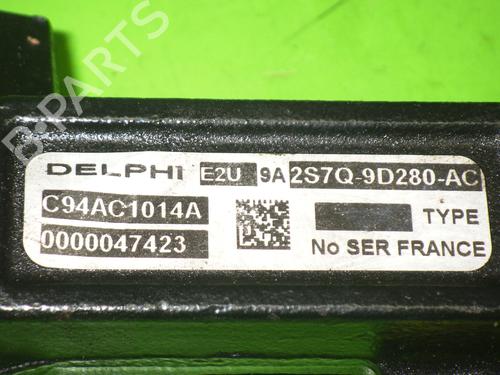 DELPHI E2U 9A 2S7Q-9D280-AC
C94AC1014A TYPE
0000047423 No SER FRANCE
B-PARTS